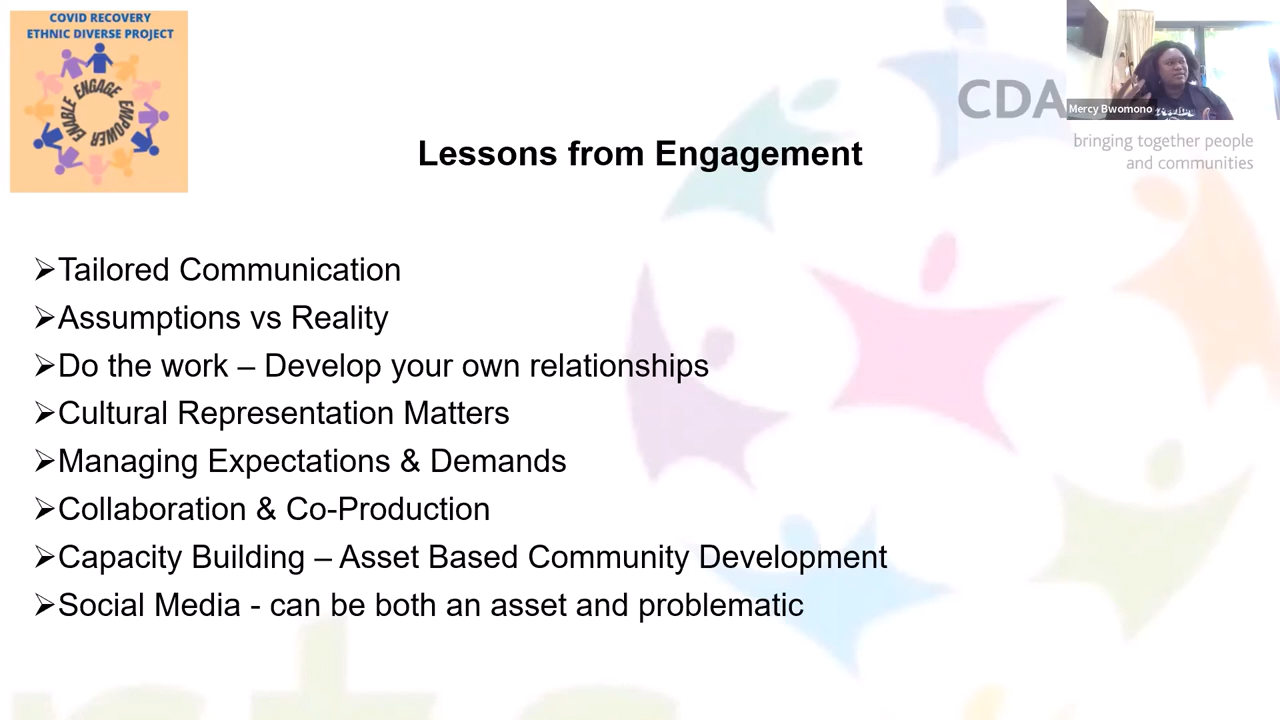 COVID RECOVERY
ETHNIC DIVERSE PROJECT
ENGAGE
EMPOWER
ENABLE
CDA
Mercy Bwomono
bringing together people
and communities
Lessons from Engagement
➢Tailored Communication
➢Assumptions vs Reality
➢Do the work – Develop your own relationships
➢Cultural Representation Matters
➢Managing Expectations & Demands
➢Collaboration & Co-Production
➢Capacity Building – Asset Based Community Development
➢Social Media - can be both an asset and problematic